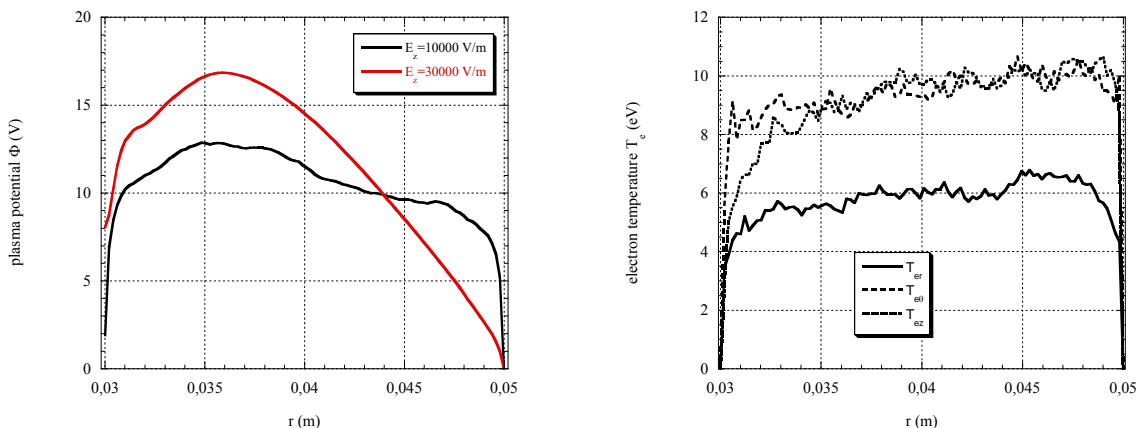 plasma potential Φ (V)
20
15
10
5
0
0,03
0,035
0,04
0,045
0,05
r (m)
E_z=10000 V/m
E_z=30000 V/m
electron temperature T_e (eV)
12
10
8
6
4
2
0
0,03
0,035
0,04
0,045
0,05
r (m)
T_er
T_eθ
T_ez